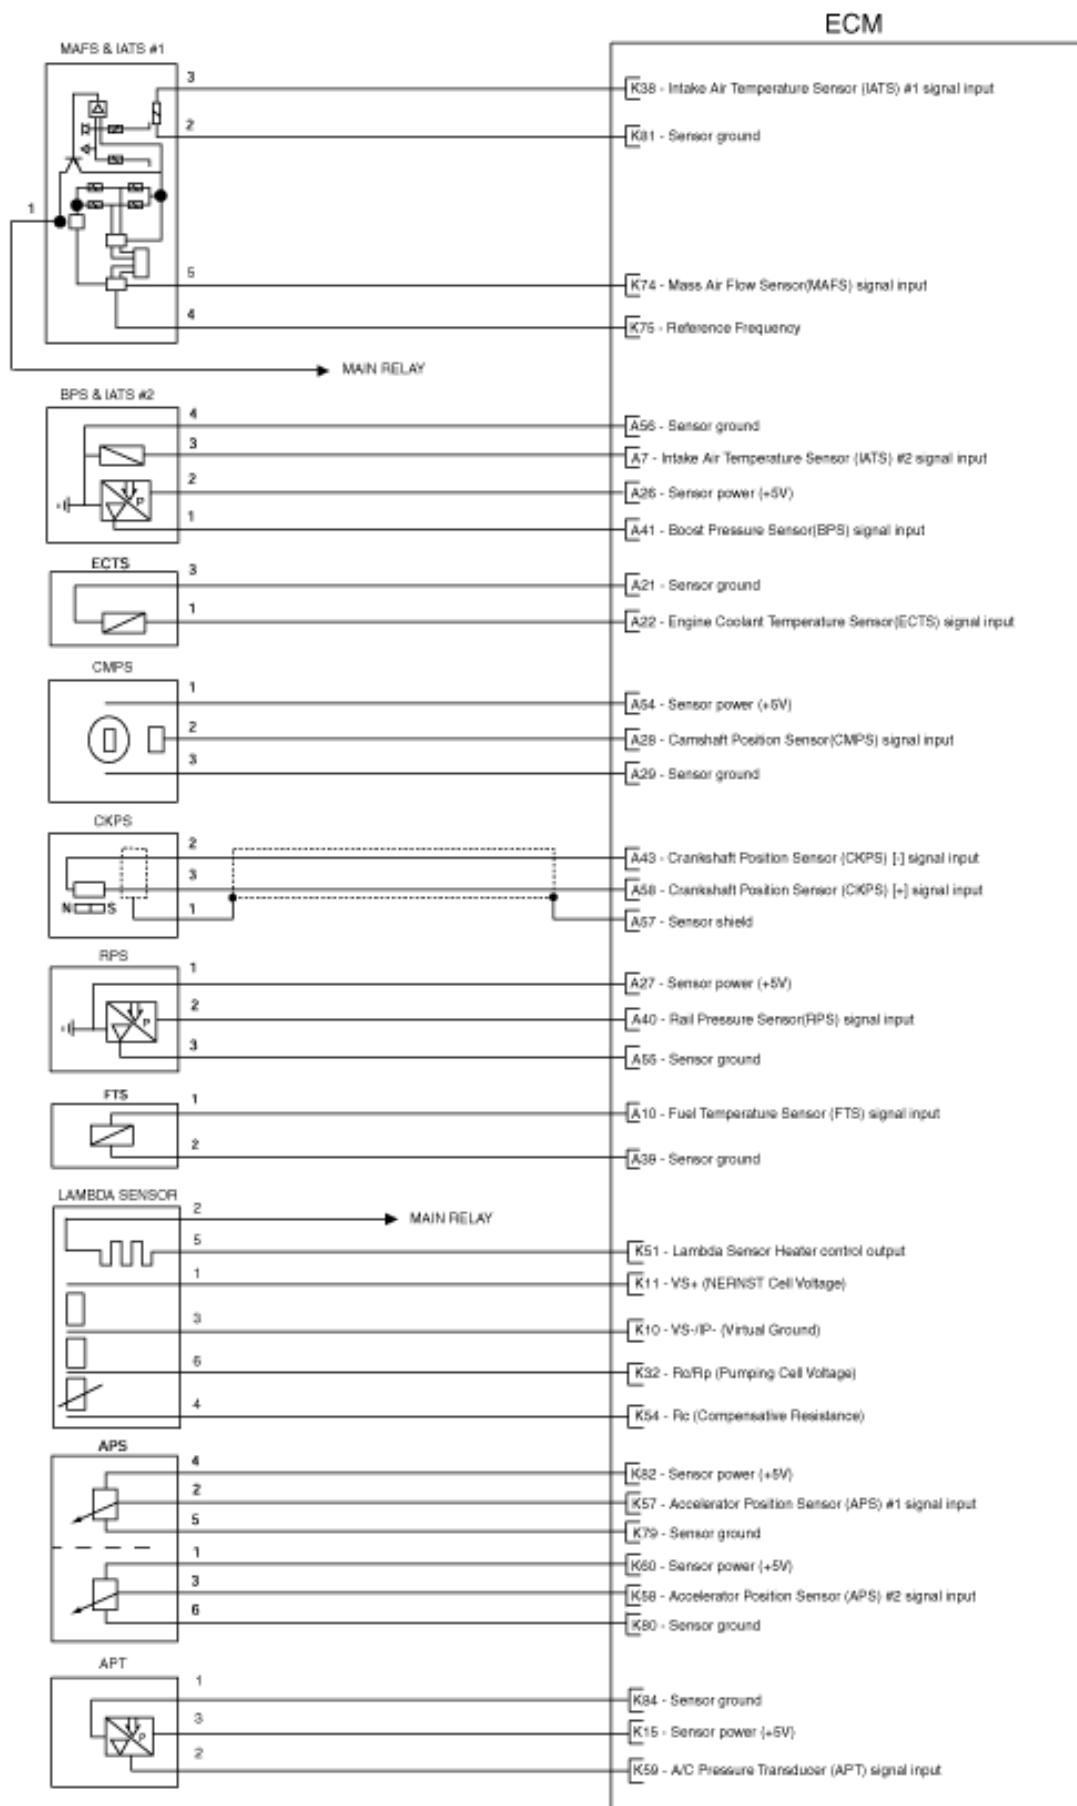 ECM
MAFS & IATS #1
3
K38 - Intake Air Temperature Sensor (IATS) #1 signal input
2
K81 - Sensor ground
1
5
K74 - Mass Air Flow Sensor(MAFS) signal input
4
K75 - Reference Frequency
MAIN RELAY
BPS & IATS #2
4
A56 - Sensor ground
3
A7 - Intake Air Temperature Sensor (IATS) #2 signal input
2
A26 - Sensor power (+5V)
P
1
A41 - Boost Pressure Sensor(BPS) signal input
ECTS
3
A21 - Sensor ground
1
A22 - Engine Coolant Temperature Sensor(ECTS) signal input
CMPS
1
A54 - Sensor power (+5V)
2
A28 - Camshaft Position Sensor(CMPS) signal input
3
A29 - Sensor ground
CKPS
2
A43 - Crankshaft Position Sensor (CKPS) [-] signal input
3
A58 - Crankshaft Position Sensor (CKPS) [+] signal input
N S
1
A57 - Sensor shield
RPS
1
A27 - Sensor power (+5V)
2
A40 - Rail Pressure Sensor(RPS) signal input
P
3
A55 - Sensor ground
FTS
1
A10 - Fuel Temperature Sensor (FTS) signal input
2
A39 - Sensor ground
LAMBDA SENSOR
2
MAIN RELAY
5
K51 - Lambda Sensor Heater control output
1
K11 - VS+ (NERNST Cell Voltage)
3
K10 - VS-/IP- (Virtual Ground)
6
K32 - Ro/Rp (Pumping Cell Voltage)
4
K54 - Rc (Compensative Resistance)
APS
4
K82 - Sensor power (+5V)
2
K57 - Accelerator Position Sensor (APS) #1 signal input
5
K79 - Sensor ground
1
K60 - Sensor power (+5V)
3
K58 - Accelerator Position Sensor (APS) #2 signal input
6
K80 - Sensor ground
APT
1
K84 - Sensor ground
3
K15 - Sensor power (+5V)
P
2
K59 - A/C Pressure Transducer (APT) signal input